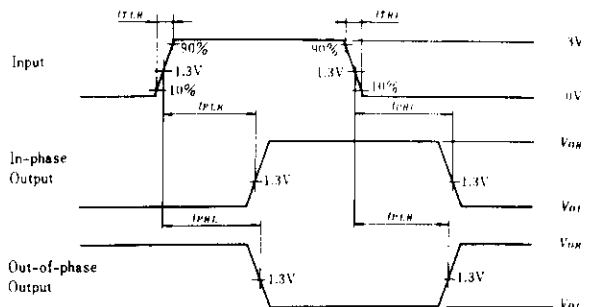 tTLH
tTHL
90%
90%
3V
Input
1.3V
1.3V
10%
10%
0V
tPLH
tPHL
In-phase
Output
VOH
1.3V
1.3V
VOL
tPHL
tPLH
VOH
Out-of-phase
Output
1.3V
1.3V
VOL